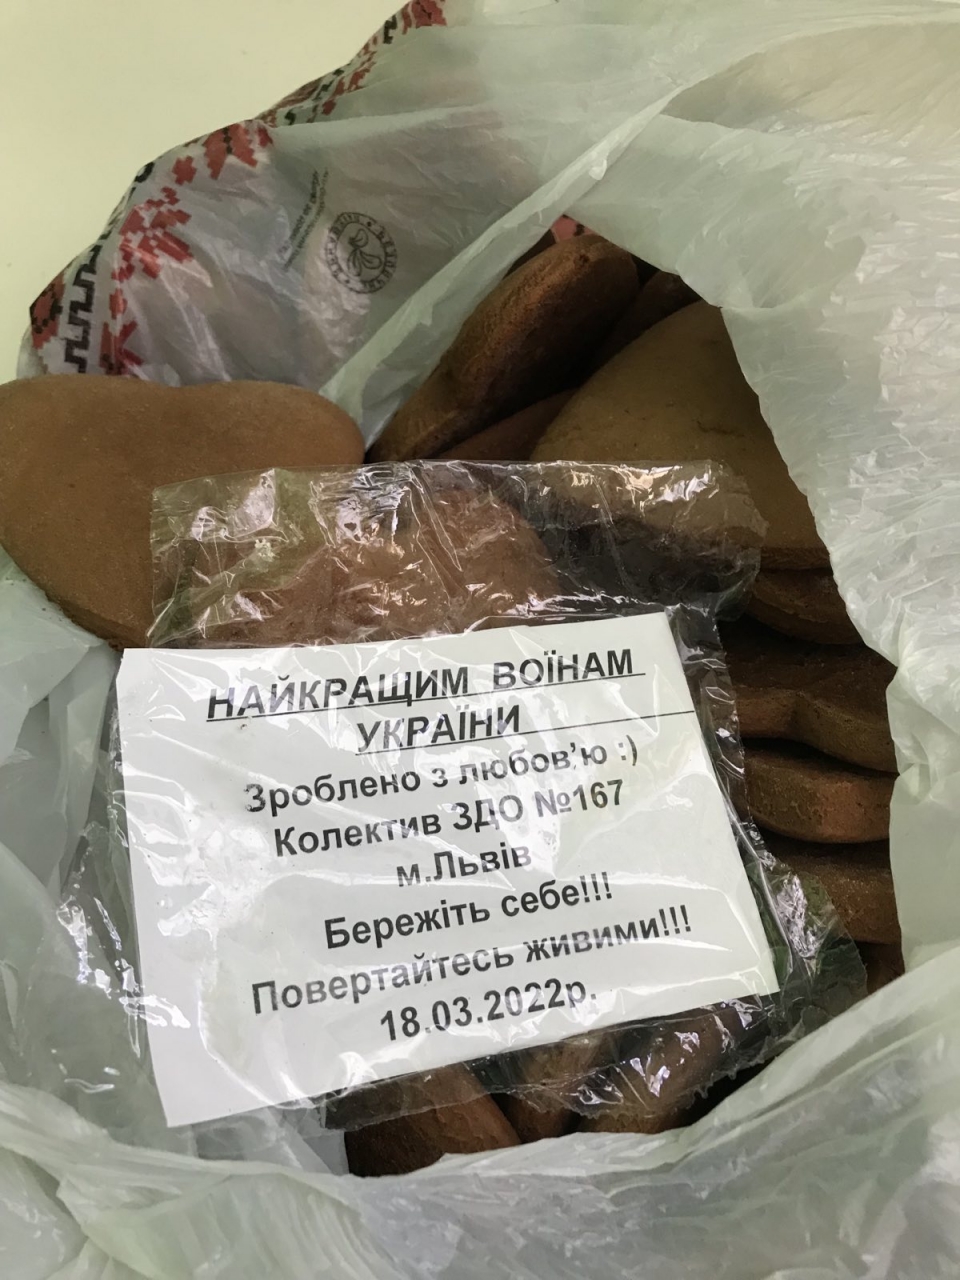 НАЙКРАЩИМ ВОЇНАМ
УКРАЇНИ
Зроблено з любов’ю :)
Колектив ЗДО №167
м.Львів
Бережіть себе!!!
Повертайтесь живими!!!
18.03.2022р.